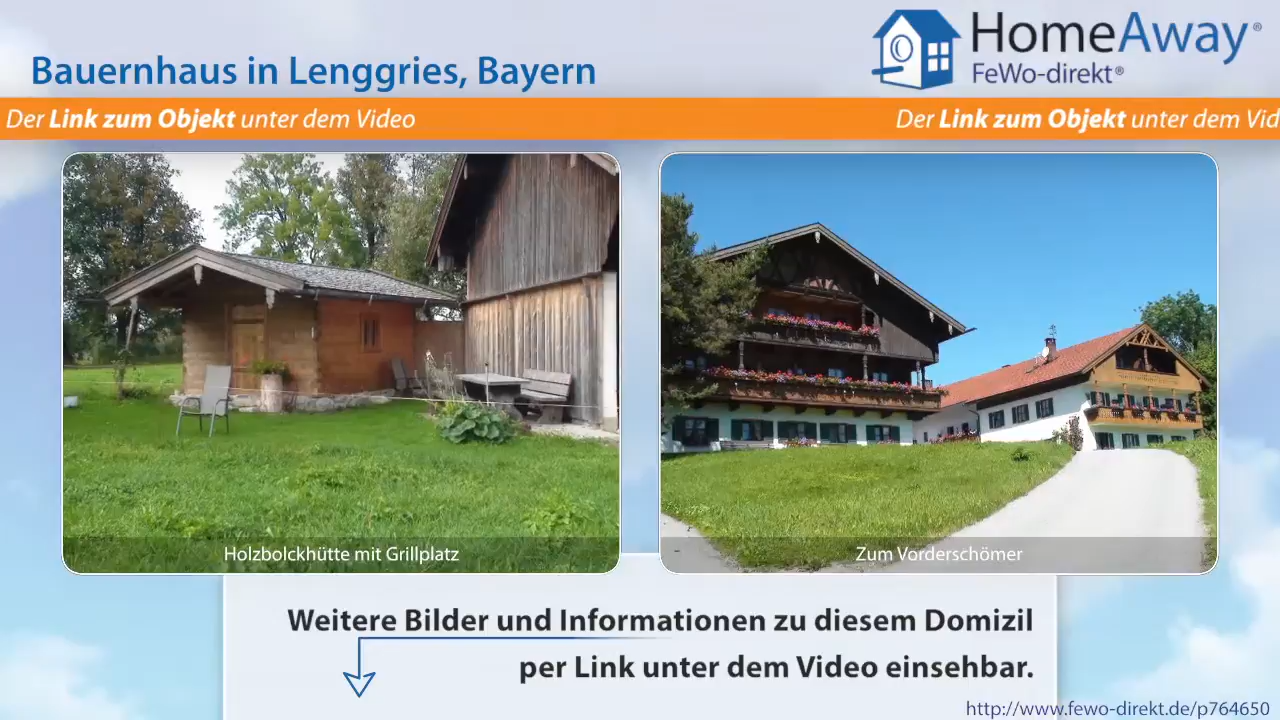 HomeAway®
FeWo-direkt®
Bauernhaus in Lenggries, Bayern
Der Link zum Objekt unter dem Video
Der Link zum Objekt unter dem Vid
Holzbolckhütte mit Grillplatz
Zum Vorderschömer
Weitere Bilder und Informationen zu diesem Domizil
per Link unter dem Video einsehbar.
http://www.fewo-direkt.de/p764650